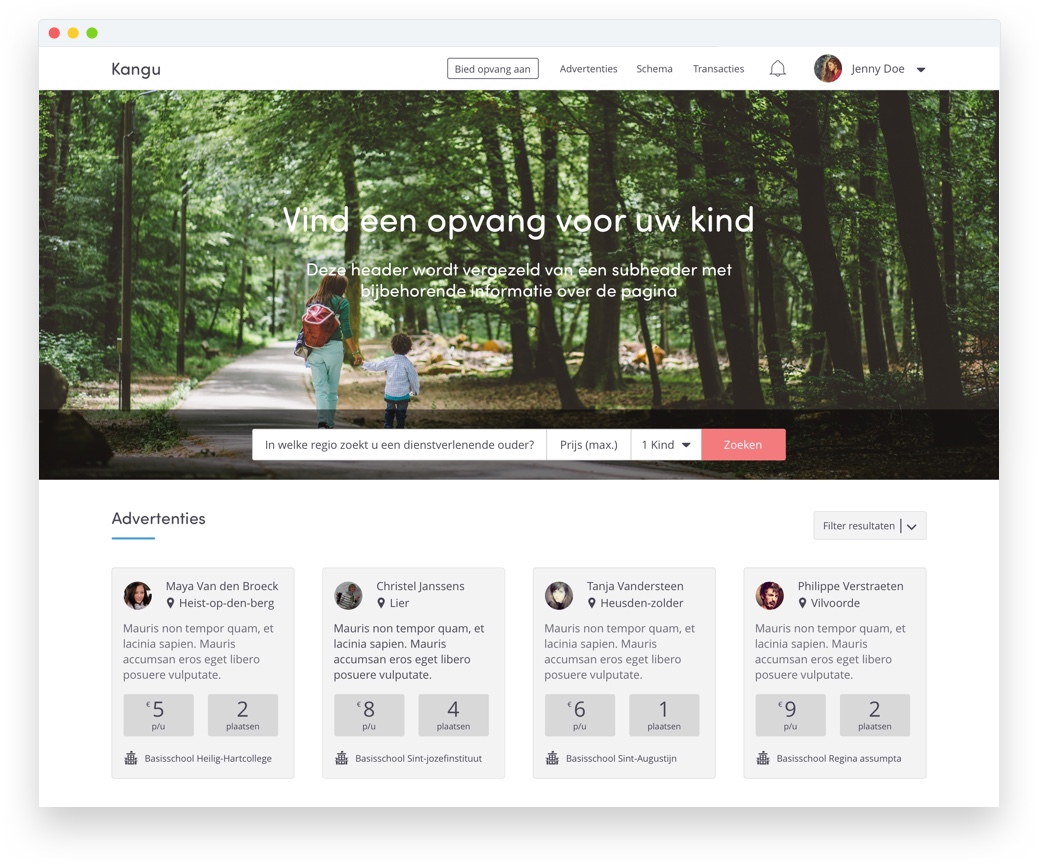 Kangu
Bied opvang aan
Advertenties
Schema
Transacties
Jenny Doe
Vind een opvang voor uw kind
Deze header wordt vergezeld van een subheader met
bijbehorende informatie over de pagina
In welke regio zoekt u een dienstverlenende ouder?
Prijs (max.)
1 Kind
Zoeken
Advertenties
Filter resultaten
Maya Van den Broeck
Heist-op-den-berg
Mauris non tempor quam, et
lacinia sapien. Mauris
accumsan eros eget libero
posuere vulputate.
€ 5
p/u
2
plaatsen
Basisschool Heilig-Hartcollege
Christel Janssens
Lier
Mauris non tempor quam, et
lacinia sapien. Mauris
accumsan eros eget libero
posuere vulputate.
€ 8
p/u
4
plaatsen
Basisschool Sint-jozefinstituut
Tanja Vandersteen
Heusden-zolder
Mauris non tempor quam, et
lacinia sapien. Mauris
accumsan eros eget libero
posuere vulputate.
€ 6
p/u
1
plaatsen
Basisschool Sint-Augustijn
Philippe Verstraeten
Vilvoorde
Mauris non tempor quam, et
lacinia sapien. Mauris
accumsan eros eget libero
posuere vulputate.
€ 9
p/u
2
plaatsen
Basisschool Regina assumpta